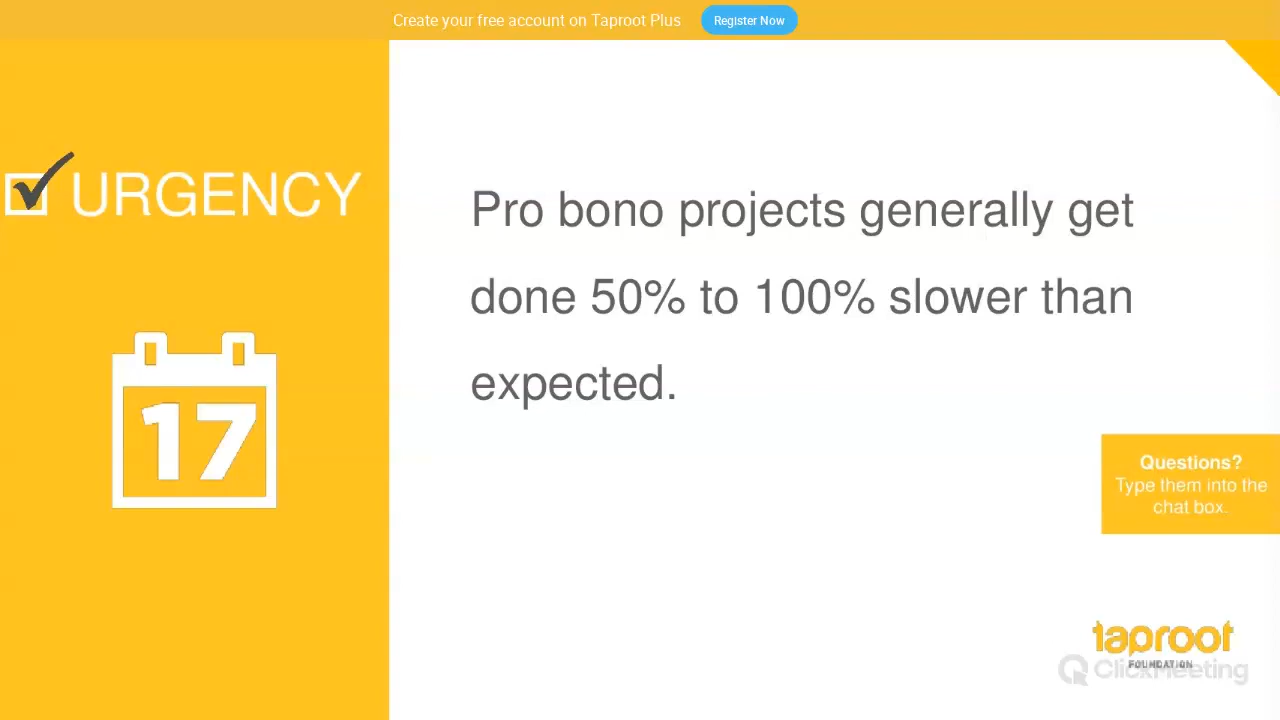 Create your free account on Taproot Plus Register Now
URGENCY
Pro bono projects generally get
done 50% to 100% slower than
expected.
17
Questions?
Type them into the
chat box.
taproot
FOUNDATION
ClickMeeting